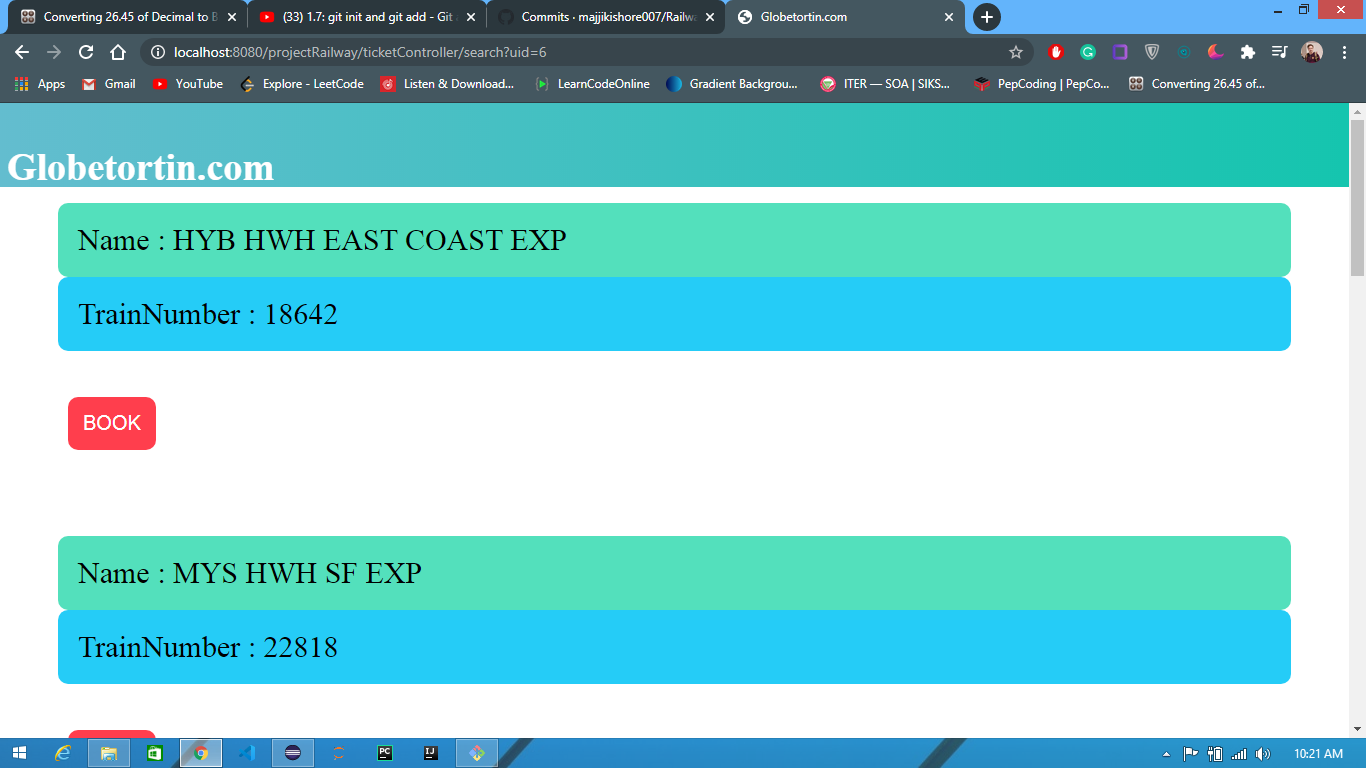 Converting 26.45 of Decimal to B
(33) 1.7: git init and git add - Git
Commits · majjikishore007/Railwa
Globetortin.com
localhost:8080/projectRailway/ticketController/search?uid=6
Apps
Gmail
YouTube
Explore - LeetCode
Listen & Download...
LearnCodeOnline
Gradient Backgrou...
ITER — SOA | SIKS...
PepCoding | PepCo...
Converting 26.45 of...
Globetortin.com
Name : HYB HWH EAST COAST EXP
TrainNumber : 18642
BOOK
Name : MYS HWH SF EXP
TrainNumber : 22818
PC
IJ
10:21 AM